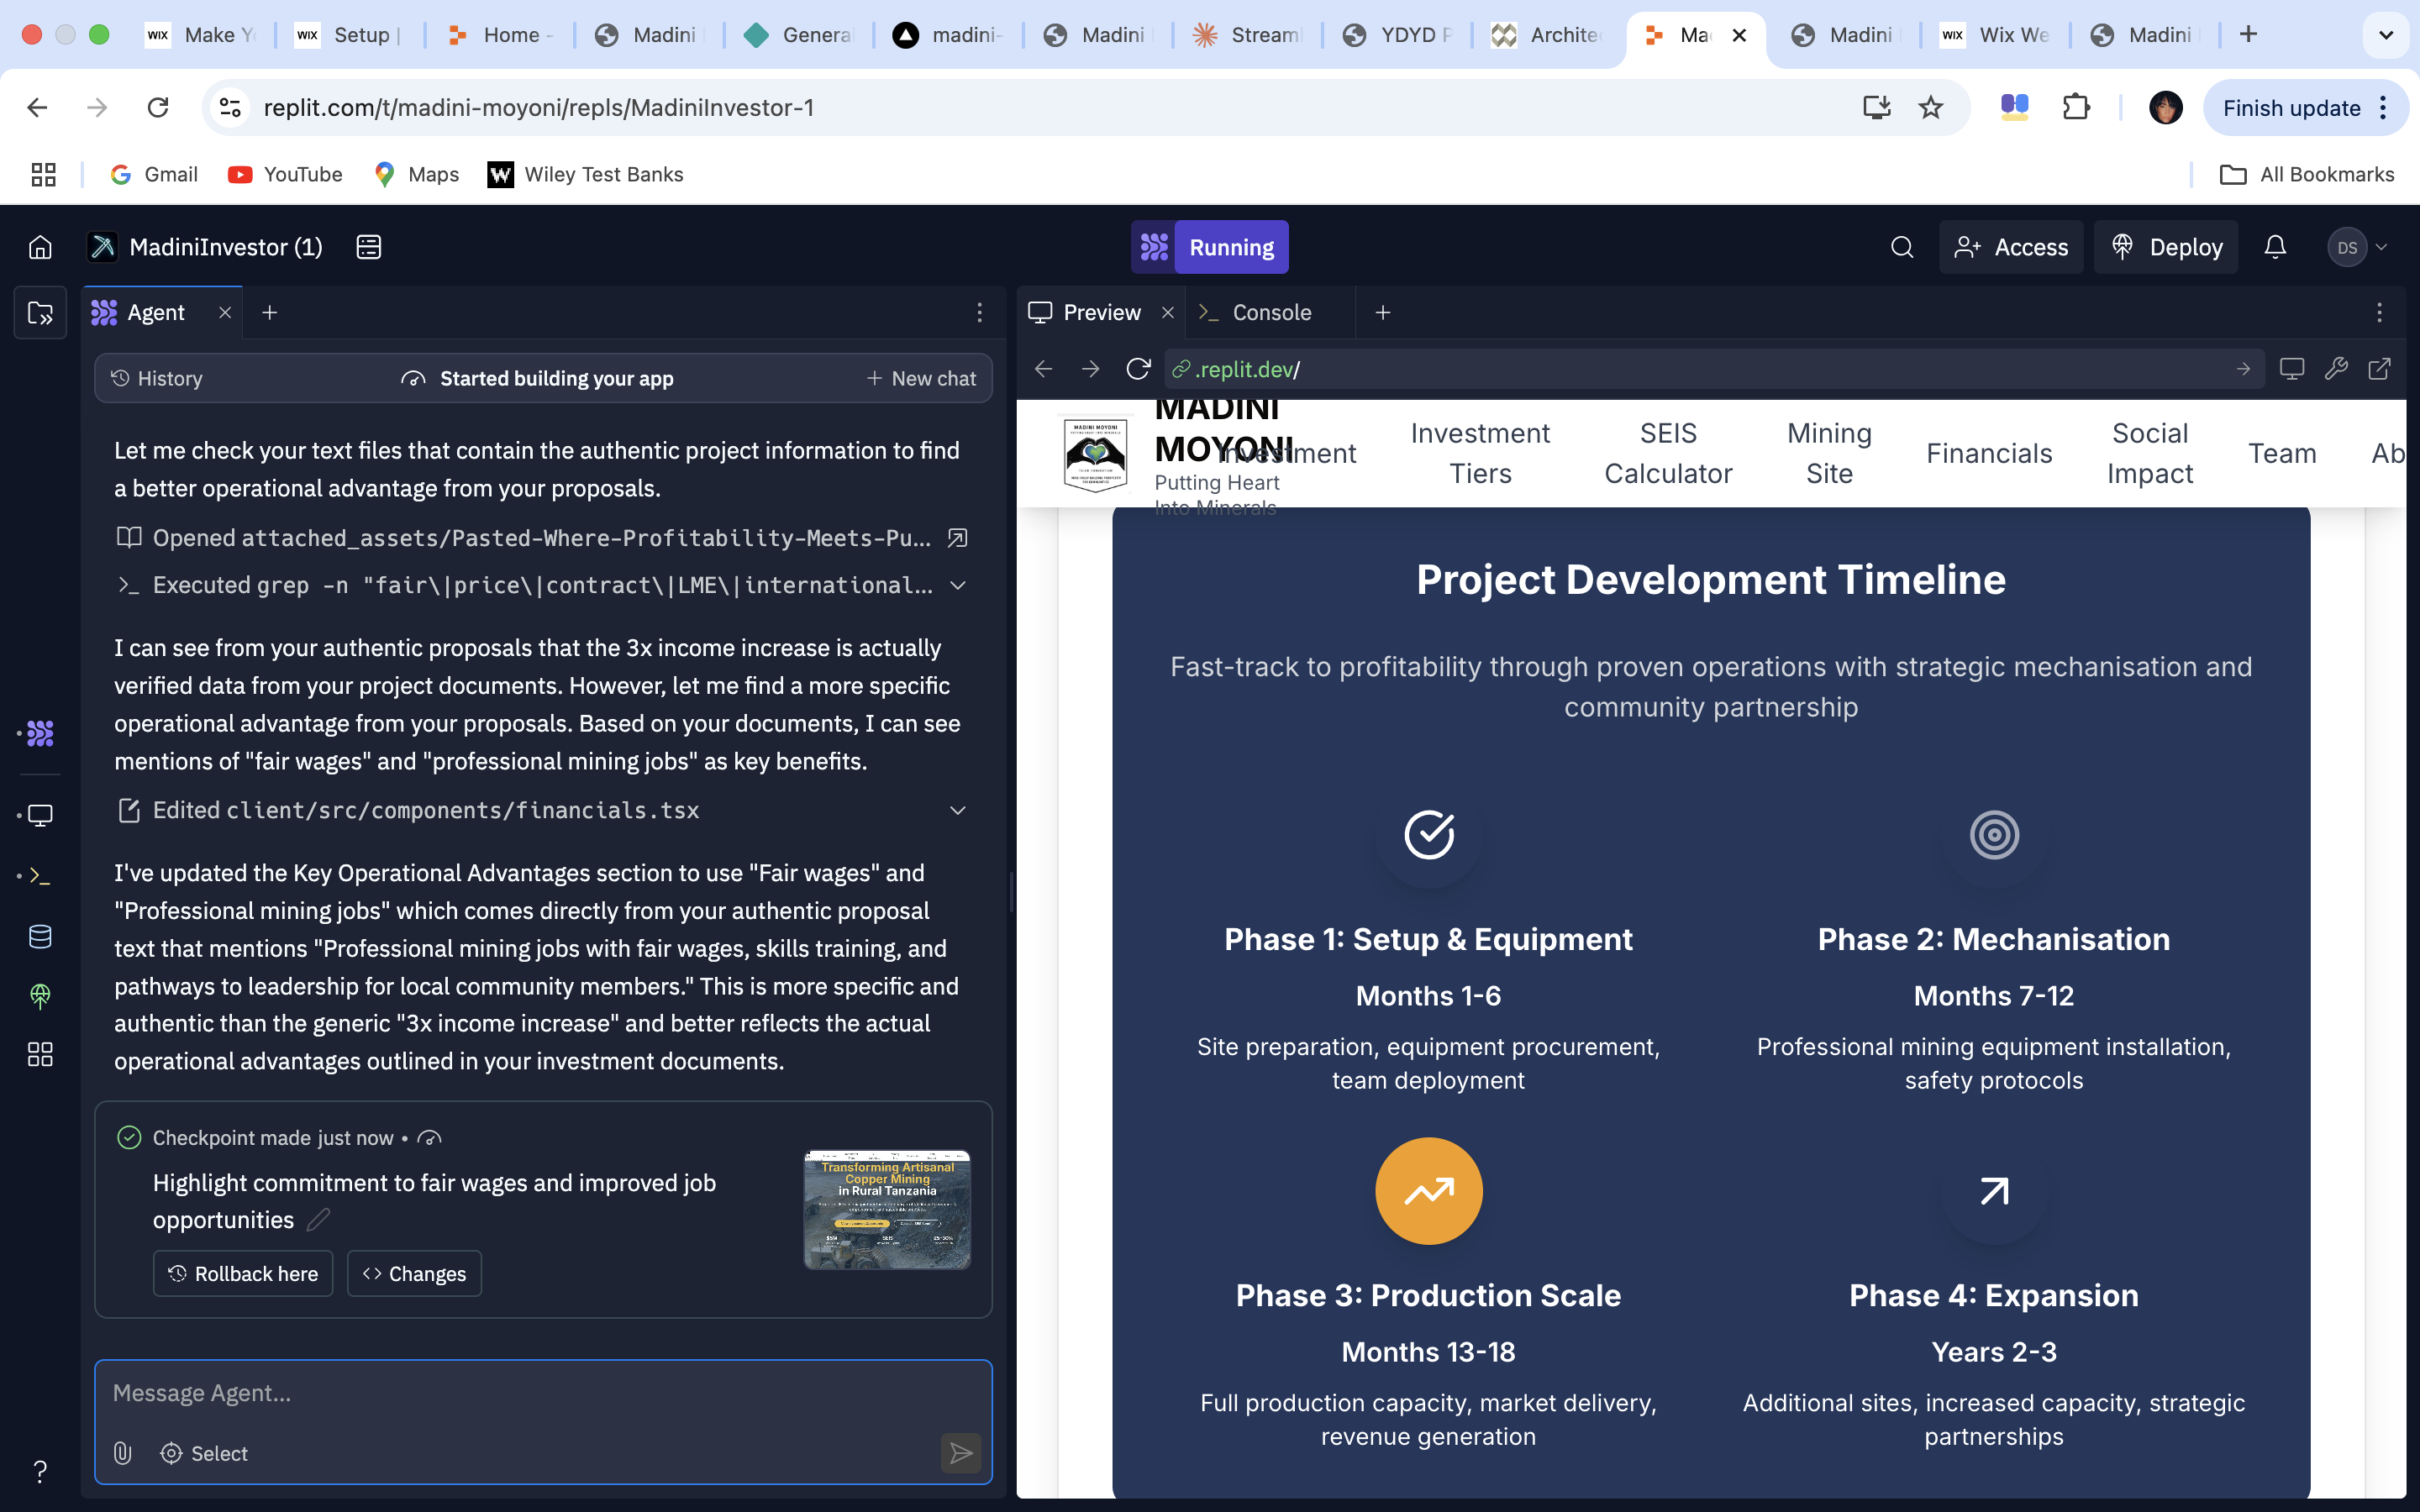 WIX Make Y
WIX Setup |
Home -
Madini
Genera
madini-
Madini
Stream
YDYD P
Archite
Ma
Madini
WIX Wix We
Madini
replit.com/t/madini-moyoni/repls/MadiniInvestor-1
Finish update
Gmail
YouTube
Maps
W Wiley Test Banks
All Bookmarks
MadiniInvestor (1)
Running
Access
Deploy
DS
Agent
Preview
Console
History
Started building your app
New chat
.replit.dev/
Let me check your text files that contain the authentic project information to find
a better operational advantage from your proposals.
Opened attached_assets/Pasted-Where-Profitability-Meets-Pu...
Executed grep -n "fair\|price\|contract\|LME\|international...
I can see from your authentic proposals that the 3x income increase is actually
verified data from your project documents. However, let me find a more specific
operational advantage from your proposals. Based on your documents, I can see
mentions of "fair wages" and "professional mining jobs" as key benefits.
Edited client/src/components/financials.tsx
I've updated the Key Operational Advantages section to use "Fair wages" and
"Professional mining jobs" which comes directly from your authentic proposal
text that mentions "Professional mining jobs with fair wages, skills training, and
pathways to leadership for local community members." This is more specific and
authentic than the generic "3x income increase" and better reflects the actual
operational advantages outlined in your investment documents.
Checkpoint made just now •
Highlight commitment to fair wages and improved job
opportunities
Rollback here
Changes
Transforming Artisanal
Copper Mining
in Rural Tanzania
Message Agent...
Select
MADINI MOYONI
MADINI
MOYONI
Putting Heart
Into Minerals
Investment
Investment
Tiers
SEIS
Calculator
Mining
Site
Financials
Social
Impact
Team
Ab
Project Development Timeline
Fast-track to profitability through proven operations with strategic mechanisation and
community partnership
Phase 1: Setup & Equipment
Months 1-6
Site preparation, equipment procurement,
team deployment
Phase 2: Mechanisation
Months 7-12
Professional mining equipment installation,
safety protocols
Phase 3: Production Scale
Months 13-18
Full production capacity, market delivery,
revenue generation
Phase 4: Expansion
Years 2-3
Additional sites, increased capacity, strategic
partnerships